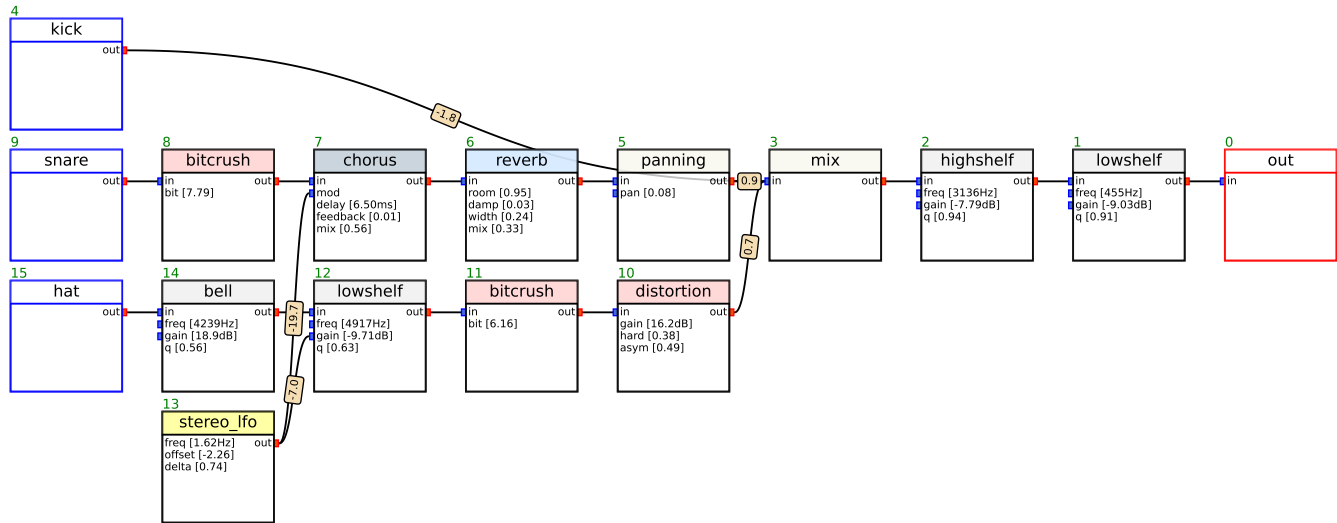 4
kick
out
-1.8
9
snare
out
8
bitcrush
in out
bit [7.79]
7
chorus
in out
mod
delay [6.50ms]
feedback [0.01]
mix [0.56]
6
reverb
in out
room [0.95]
damp [0.03]
width [0.24]
mix [0.33]
5
panning
in out
pan [0.08]
0.9
3
mix
in out
2
highshelf
in out
freq [3136Hz]
gain [-7.79dB]
q [0.94]
1
lowshelf
in out
freq [455Hz]
gain [-9.03dB]
q [0.91]
0
out
in
15
hat
out
14
bell
in out
freq [4239Hz]
gain [18.9dB]
q [0.56]
-19.7
12
lowshelf
in out
freq [4917Hz]
gain [-9.71dB]
q [0.63]
11
bitcrush
in out
bit [6.16]
10
distortion
in out
gain [16.2dB]
hard [0.38]
asym [0.49]
0.7
-7.0
13
stereo_lfo
freq [1.62Hz] out
offset [-2.26]
delta [0.74]